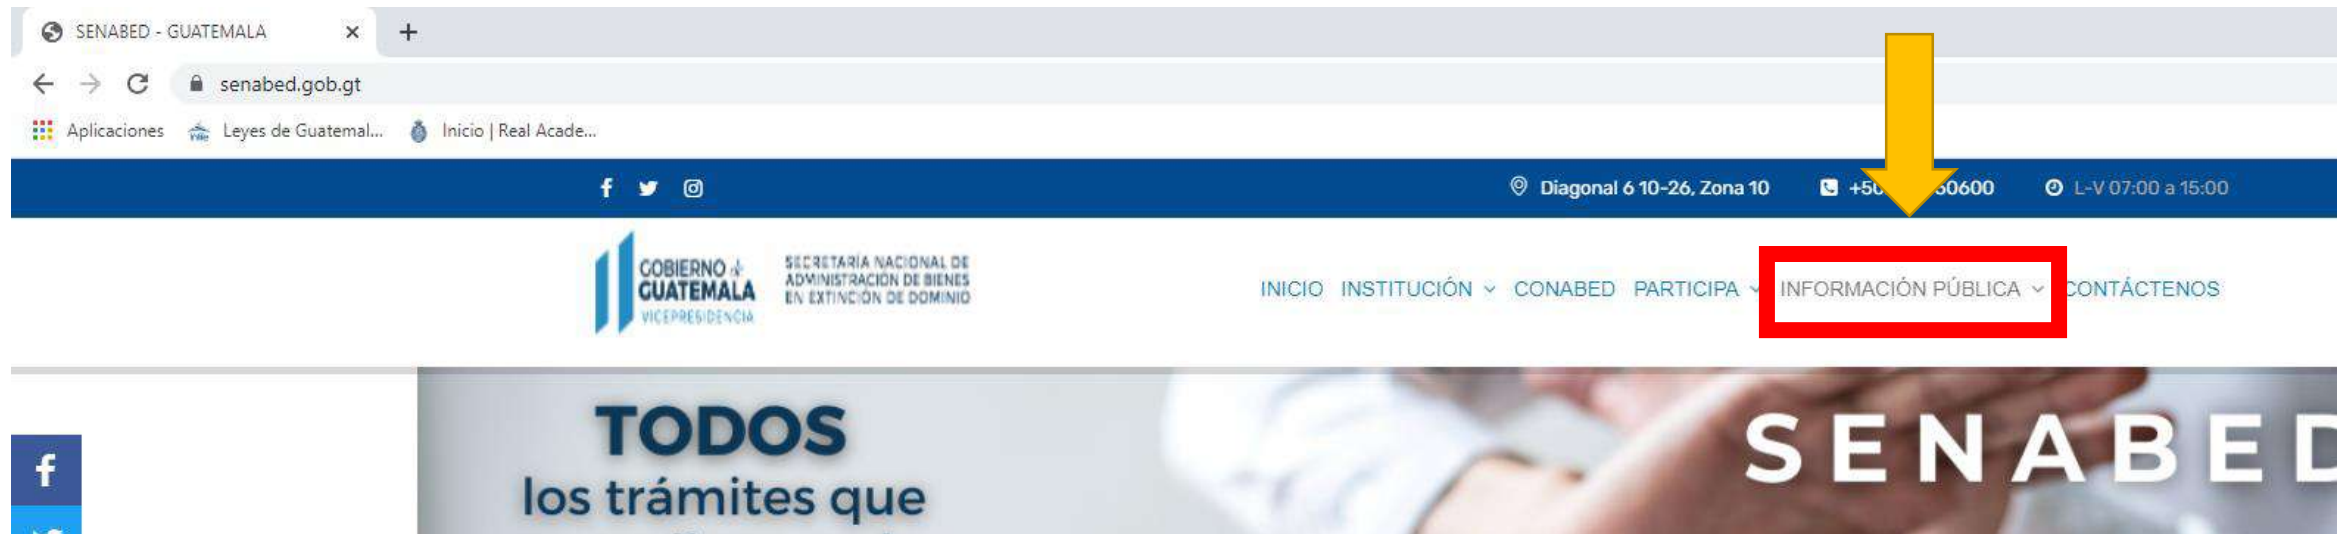 SENABED - GUATEMALA
senabed.gob.gt
Aplicaciones Leyes de Guatemal... Inicio | Real Acade...
Diagonal 6 10-26, Zona 10 +50 50600 L-V 07:00 a 15:00
GOBIERNO de
GUATEMALA
VICEPRESIDENCIA
SECRETARÍA NACIONAL DE
ADMINISTRACIÓN DE BIENES
EN EXTINCIÓN DE DOMINIO
INICIO INSTITUCIÓN CONABED PARTICIPA INFORMACIÓN PÚBLICA CONTÁCTENOS
TODOS
los trámites que
SENABED